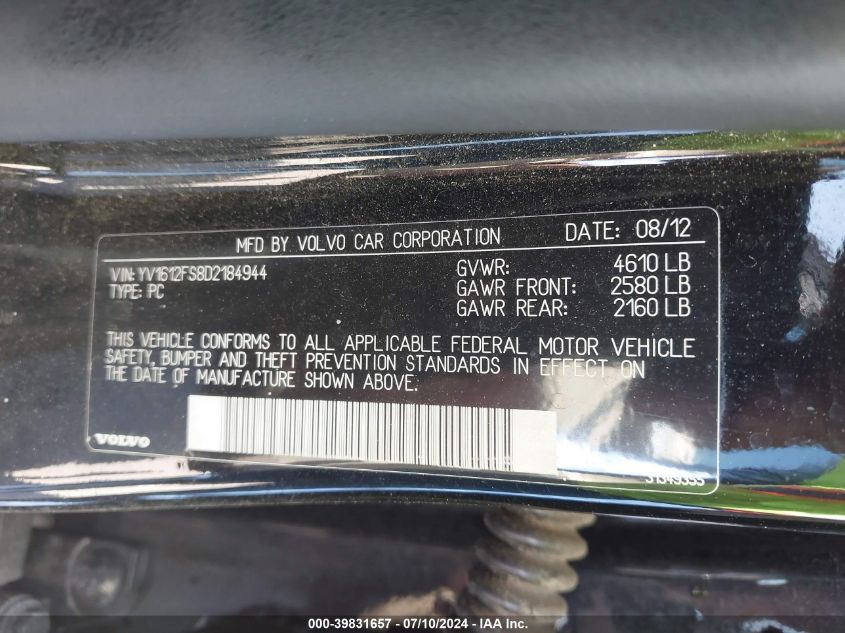 MFD BY VOLVO CAR CORPORATION DATE: 08/12
VIN: YV1612FS8D2184944 GVWR: 4610 LB
TYPE: PC GAWR FRONT: 2580 LB
GAWR REAR: 2160 LB
THIS VEHICLE CONFORMS TO ALL APPLICABLE FEDERAL MOTOR VEHICLE
SAFETY, BUMPER AND THEFT PREVENTION STANDARDS IN EFFECT ON
THE DATE OF MANUFACTURE SHOWN ABOVE.
VOLVO
31349355
000-39831657 - 07/10/2024 - IAA Inc.